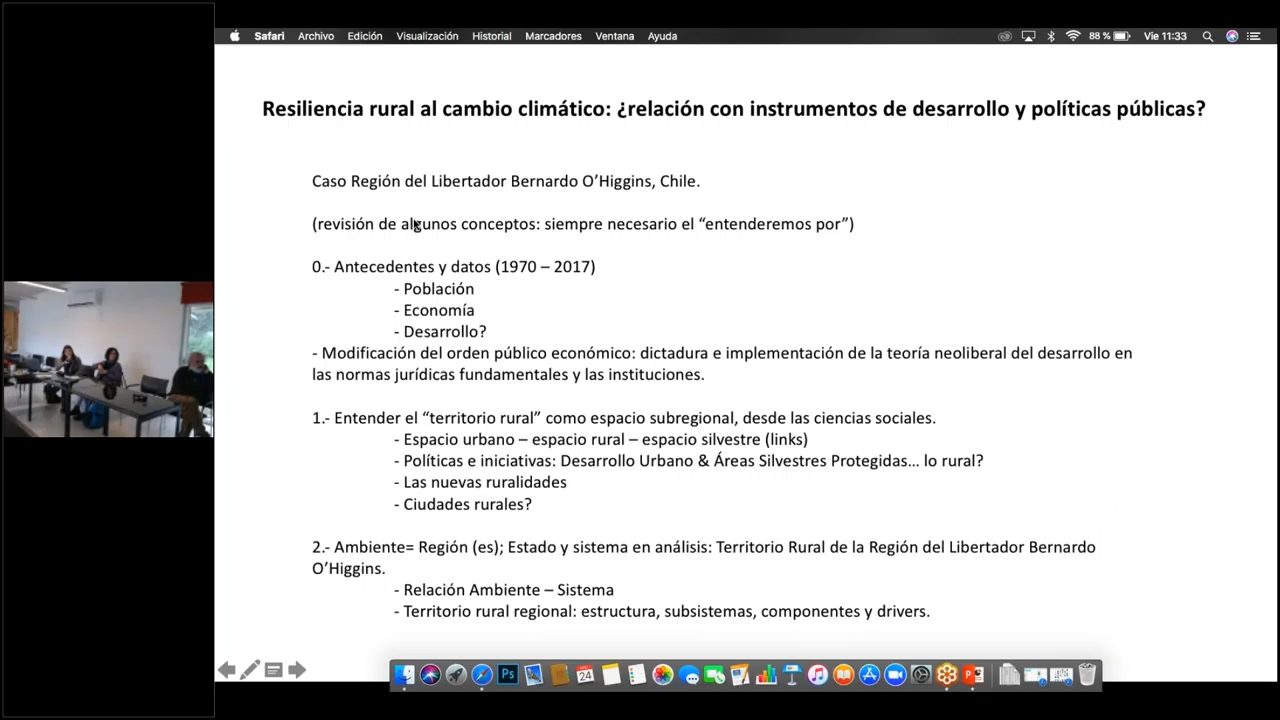 Safari Archivo Edición Visualización Historial Marcadores Ventana Ayuda 88 % Vie 11:33
Resiliencia rural al cambio climático: ¿relación con instrumentos de desarrollo y políticas públicas?
Caso Región del Libertador Bernardo O’Higgins, Chile.
(revisión de algunos conceptos: siempre necesario el “entenderemos por”)
0.- Antecedentes y datos (1970 – 2017)
- Población
- Economía
- Desarrollo?
- Modificación del orden público económico: dictadura e implementación de la teoría neoliberal del desarrollo en
las normas jurídicas fundamentales y las instituciones.
1.- Entender el “territorio rural” como espacio subregional, desde las ciencias sociales.
- Espacio urbano – espacio rural – espacio silvestre (links)
- Políticas e iniciativas: Desarrollo Urbano & Áreas Silvestres Protegidas... lo rural?
- Las nuevas ruralidades
- Ciudades rurales?
2.- Ambiente= Región (es); Estado y sistema en análisis: Territorio Rural de la Región del Libertador Bernardo
O’Higgins.
- Relación Ambiente – Sistema
- Territorio rural regional: estructura, subsistemas, componentes y drivers.
Ps 24